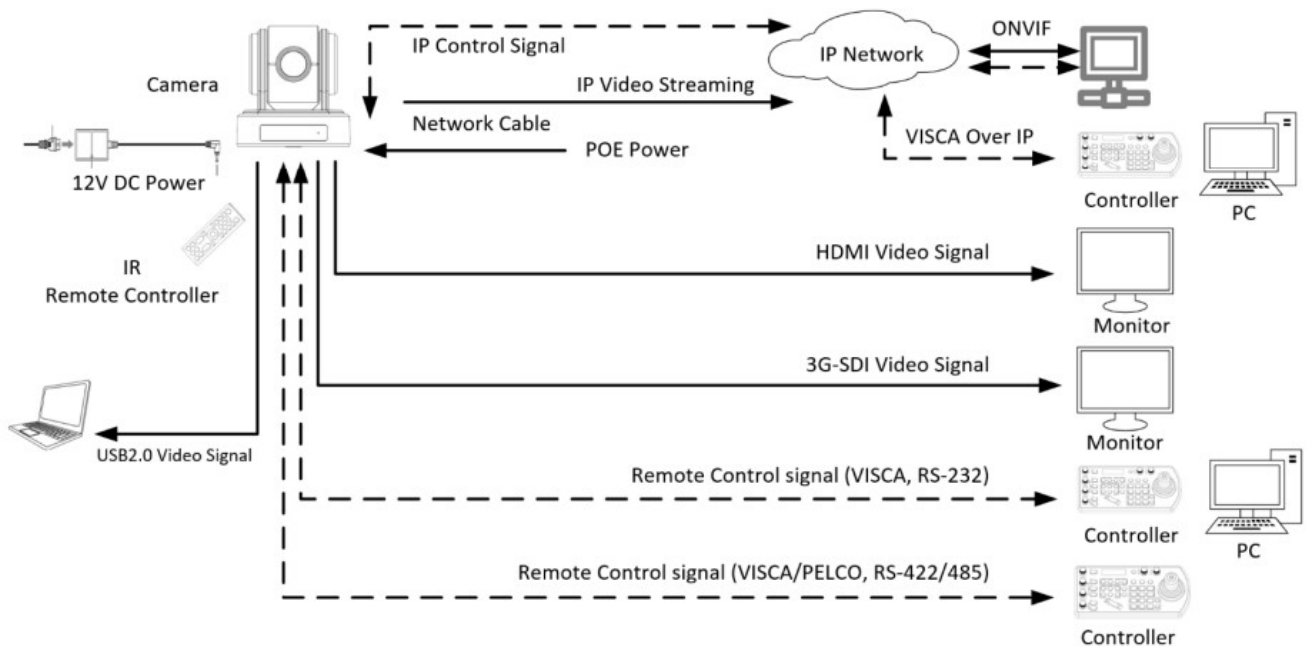 IP Control Signal
IP Network
ONVIF
Camera
IP Video Streaming
Network Cable
VISCA Over IP
POE Power
12V DC Power
Controller
PC
HDMI Video Signal
IR
Remote Controller
Monitor
3G-SDI Video Signal
Monitor
USB2.0 Video Signal
Remote Control signal (VISCA, RS-232)
Controller
PC
Remote Control signal (VISCA/PELCO, RS-422/485)
Controller